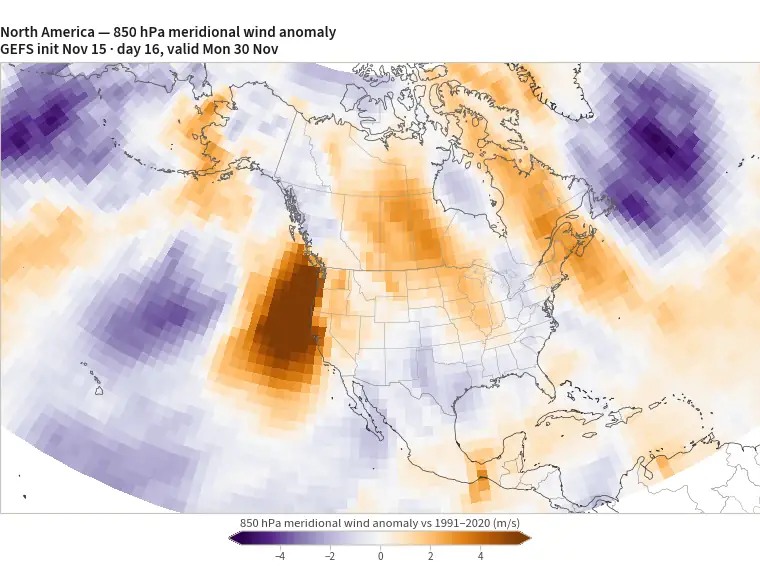 North America — 850 hPa meridional wind anomaly
GEFS init Nov 15 · day 16, valid Mon 30 Nov
850 hPa meridional wind anomaly vs 1991–2020 (m/s)
−4 −2 0 2 4